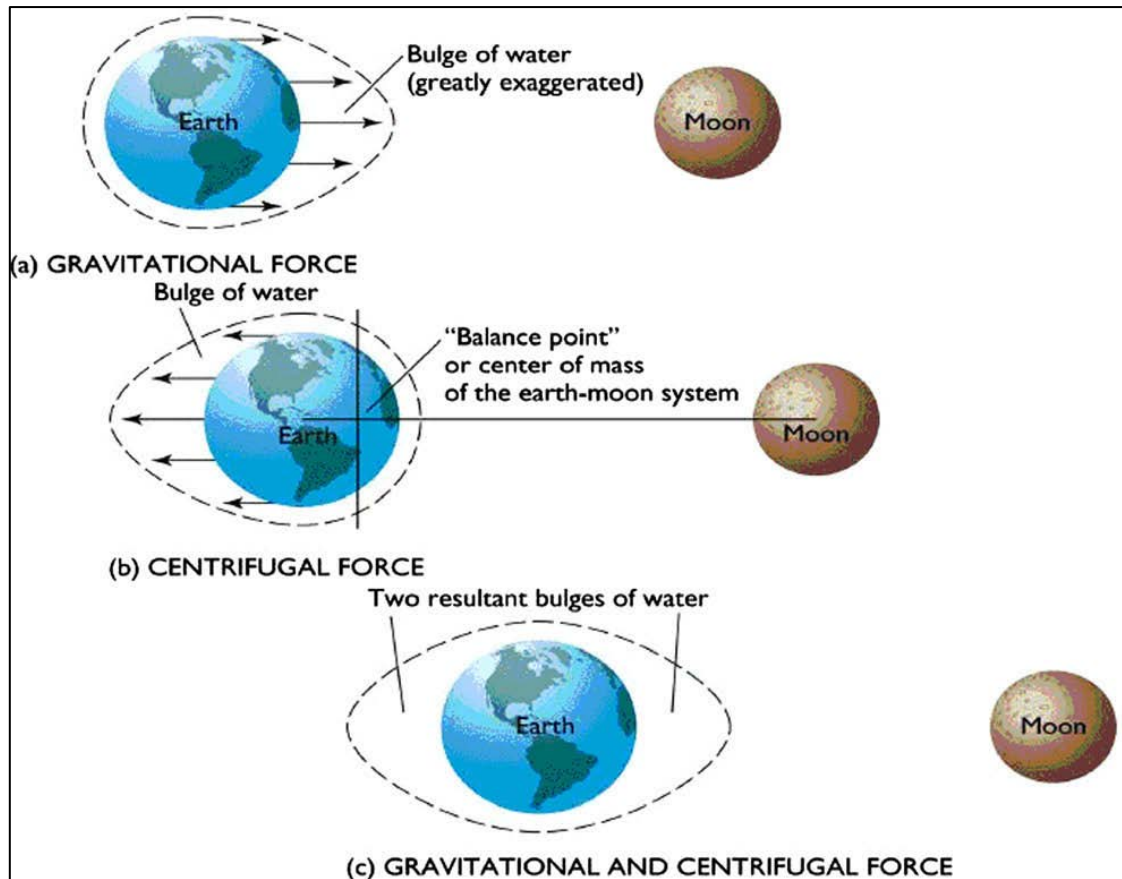 Bulge of water
(greatly exaggerated)
Earth
Moon
(a) GRAVITATIONAL FORCE
Bulge of water
“Balance point”
or center of mass
of the earth-moon system
Earth
Moon
(b) CENTRIFUGAL FORCE
Two resultant bulges of water
Earth
Moon
(c) GRAVITATIONAL AND CENTRIFUGAL FORCE